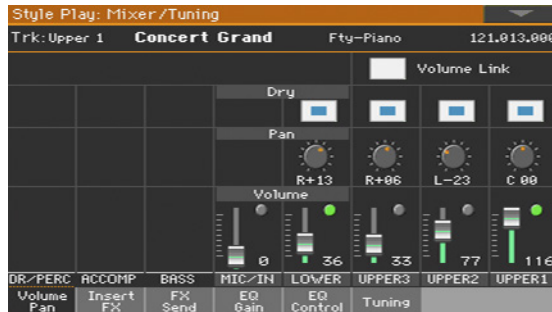 Style Play: Mixer/Tuning
Trk:Upper 1 Concert Grand Fty-Piano 121.013.000
Volume Link
Dry
Pan
R+13 R+06 L-23 C 00
Volume
0 36 33 77 116
DR/PERC ACCOMP BASS MIC/IN LOWER UPPER3 UPPER2 UPPER1
Volume Pan Insert FX FX Send EQ Gain EQ Control Tuning